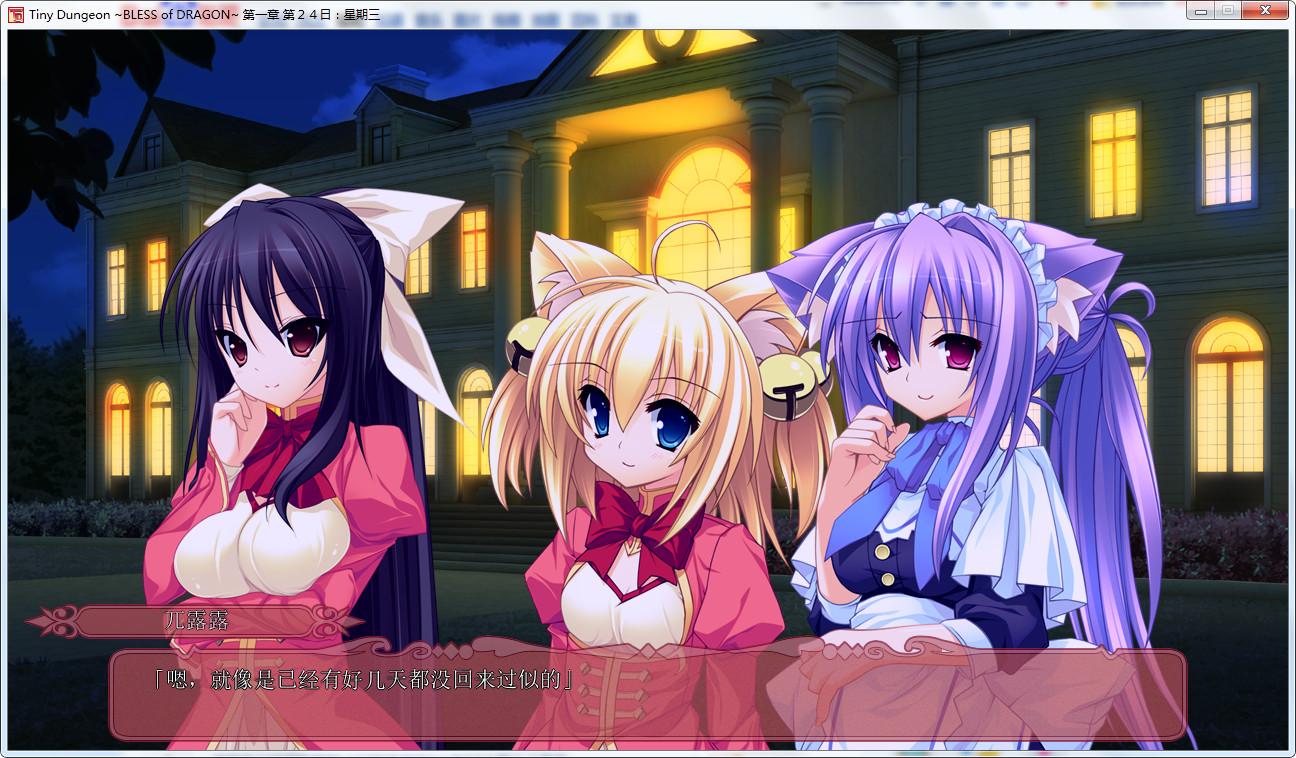 Tiny Dungeon ~BLESS of DRAGON~ 第一章 第２４日：星期三
兀露露
「嗯，就像是已经有好几天都没回来过似的」